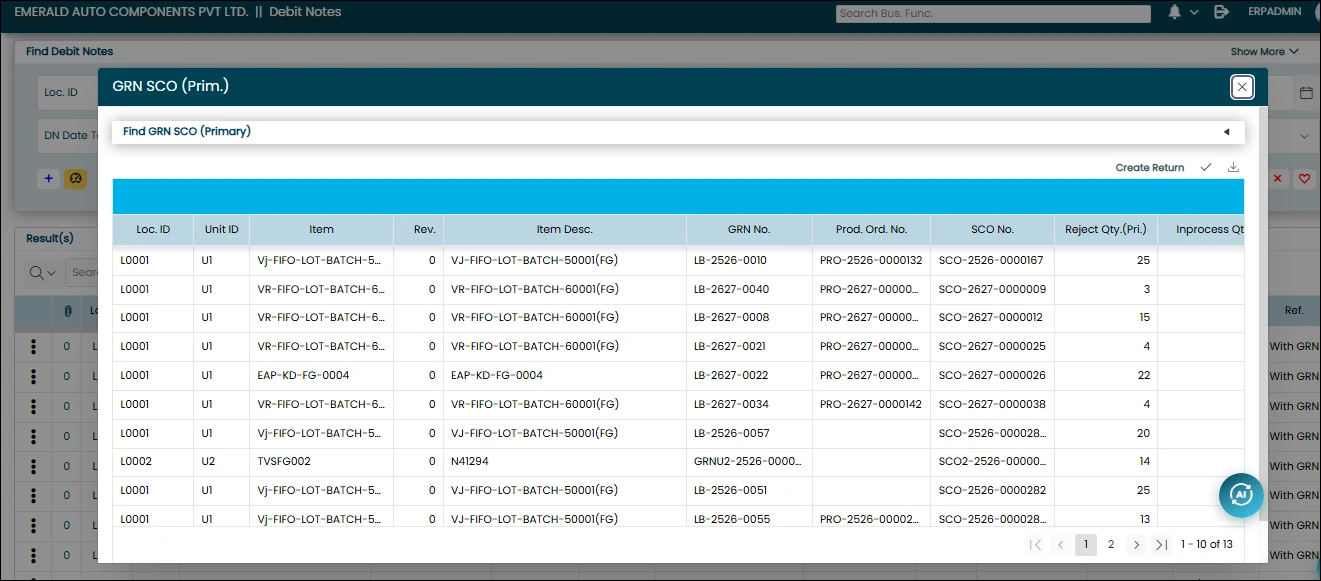 EMERALD AUTO COMPONENTS PVT LTD. || Debit Notes Search Bus. Func. ERPADMIN
Find Debit Notes Show More
Loc. ID
DN Date
GRN SCO (Prim.)
Find GRN SCO (Primary)
Create Return
Result(s)
Loc. ID Unit ID Item Rev. Item Desc. GRN No. Prod. Ord. No. SCO No. Reject Qty.(Pri.) Inprocess Qt
L0001 U1 Vj-FIFO-LOT-BATCH-5... 0 VJ-FIFO-LOT-BATCH-50001(FG) LB-2526-0010 PRO-2526-0000132 SCO-2526-0000167 25
Sear
L0001 U1 VR-FIFO-LOT-BATCH-6... 0 VR-FIFO-LOT-BATCH-60001(FG) LB-2627-0040 PRO-2627-00000... SCO-2627-0000009 3
Ref.
L0001 U1 VR-FIFO-LOT-BATCH-6... 0 VR-FIFO-LOT-BATCH-60001(FG) LB-2627-0008 PRO-2627-00000... SCO-2627-0000012 15
0 L L0001 U1 VR-FIFO-LOT-BATCH-6... 0 VR-FIFO-LOT-BATCH-60001(FG) LB-2627-0021 PRO-2627-00000... SCO-2627-0000025 4 With GRN
0 L L0001 U1 EAP-KD-FG-0004 0 EAP-KD-FG-0004 LB-2627-0022 PRO-2627-00000... SCO-2627-0000026 22 With GRN
0 L L0001 U1 VR-FIFO-LOT-BATCH-6... 0 VR-FIFO-LOT-BATCH-60001(FG) LB-2627-0034 PRO-2627-0000142 SCO-2627-0000038 4 With GRN
0 L L0001 U1 Vj-FIFO-LOT-BATCH-5... 0 VJ-FIFO-LOT-BATCH-50001(FG) LB-2526-0057 SCO-2526-000028... 20 With GRN
0 L L0002 U2 TVSFG002 0 N41294 GRNU2-2526-0000... SCO2-2526-00000... 14 With GRN
0 L L0001 U1 Vj-FIFO-LOT-BATCH-5... 0 VJ-FIFO-LOT-BATCH-50001(FG) LB-2526-0051 SCO-2526-0000282 25 AI With GRN
0 L L0001 U1 Vj-FIFO-LOT-BATCH-5... 0 VJ-FIFO-LOT-BATCH-50001(FG) LB-2526-0055 PRO-2526-00002... SCO-2526-000028... 13 With GRN
0 L 1 2 1 - 10 of 13 With GRN